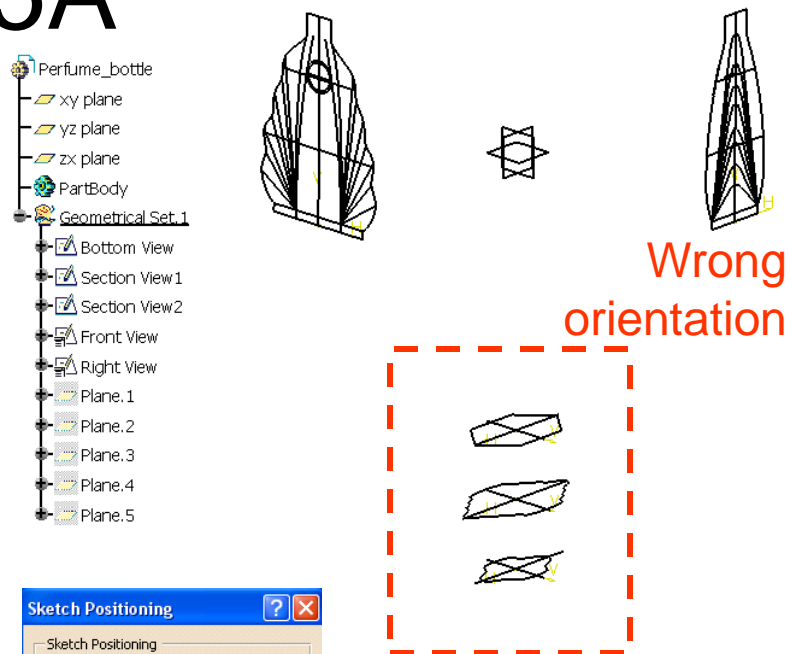 3A
Perfume_bottle
xy plane
yz plane
zx plane
PartBody
Geometrical Set.1
Bottom View
Section View1
Section View2
Front View
Right View
Plane.1
Plane.2
Plane.3
Plane.4
Plane.5
V
H
H
Wrong
orientation
V
H
V
H
V
Sketch Positioning
Sketch Positioning